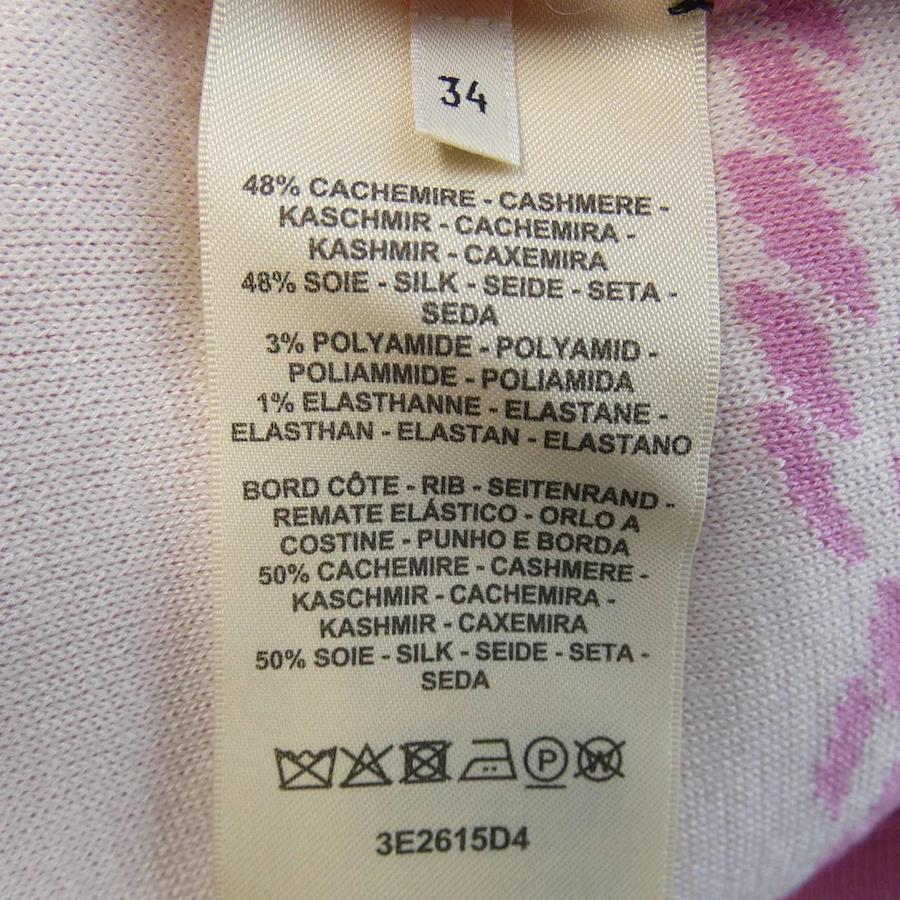 34
48% CACHEMIRE - CASHMERE -
KASCHMIR - CACHEMIRA -
KASHMIR - CAXEMIRA
48% SOIE - SILK - SEIDE - SETA -
SEDA
3% POLYAMIDE - POLYAMID -
POLIAMMIDE - POLIAMIDA
1% ELASTHANNE - ELASTANE -
ELASTHAN - ELASTAN - ELASTANO
BORD CÔTE - RIB - SEITENRAND -
REMATE ELÁSTICO - ORLO A
COSTINE - PUNHO E BORDA
50% CACHEMIRE - CASHMERE -
KASCHMIR - CACHEMIRA -
KASHMIR - CAXEMIRA
50% SOIE - SILK - SEIDE - SETA -
SEDA
P W
3E2615D4